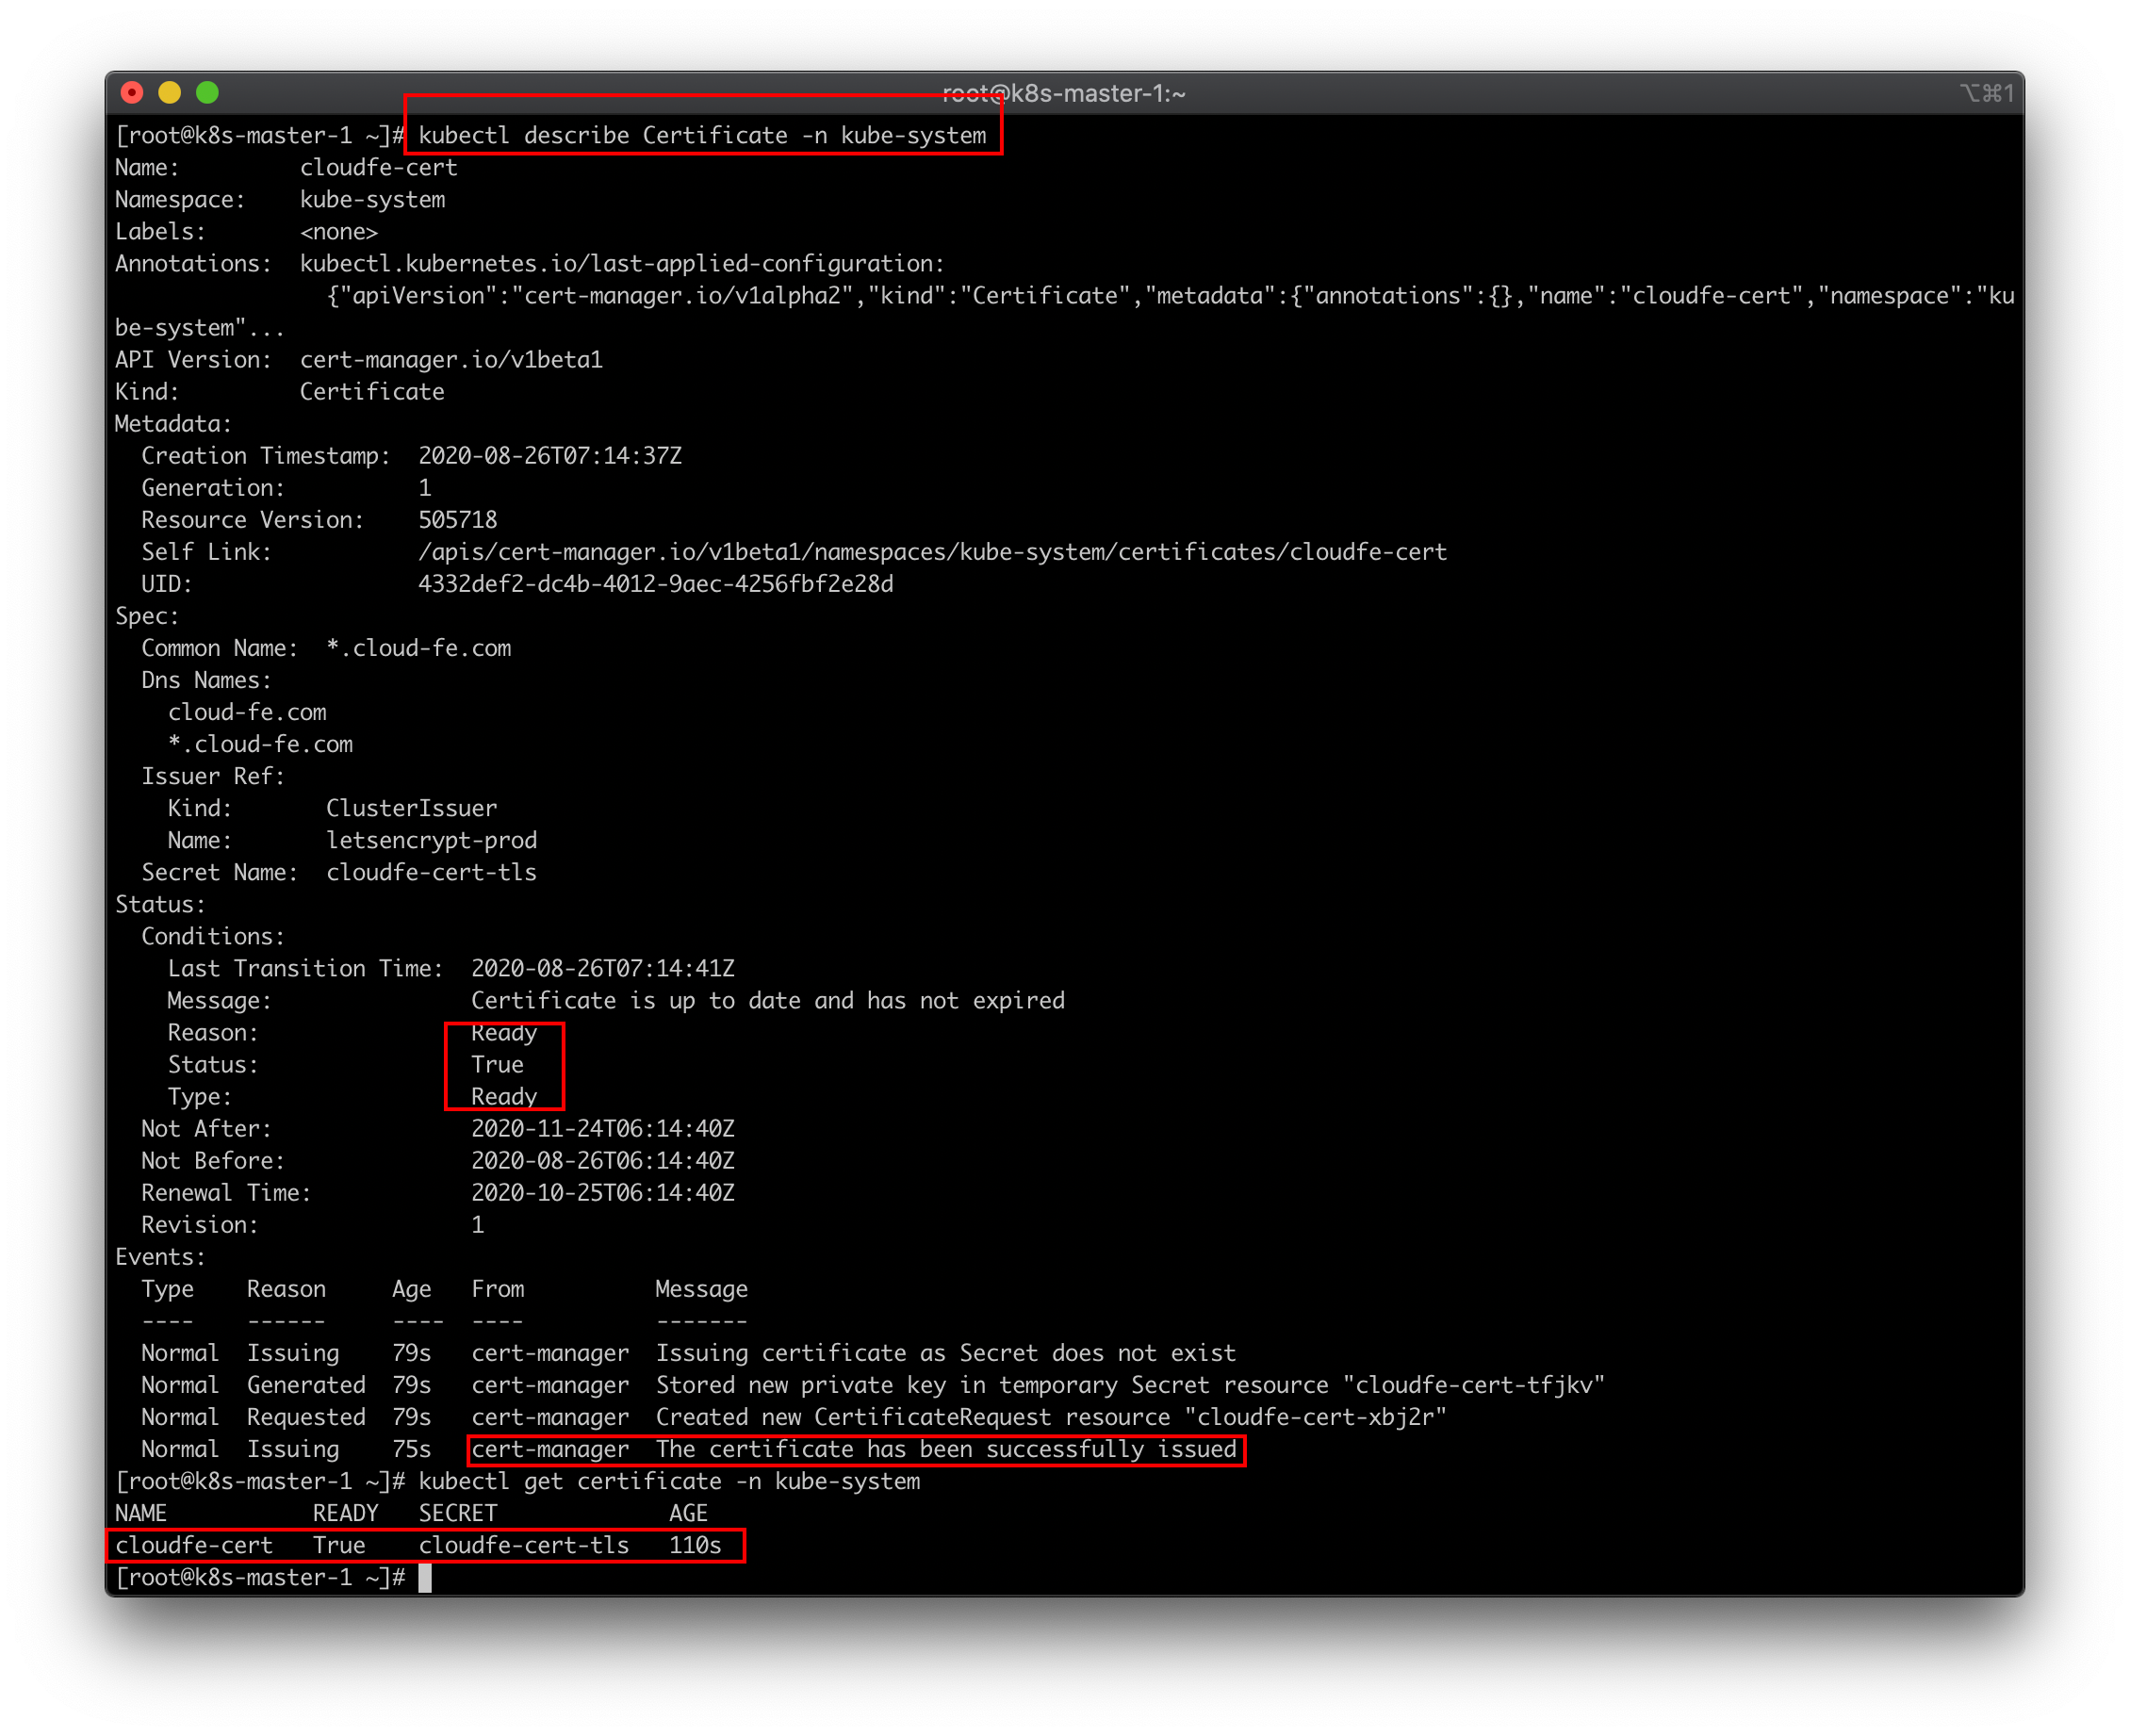 root@k8s-master-1:~
⌥⌘1
[root@k8s-master-1 ~]# kubectl describe Certificate -n kube-system
Name:         cloudfe-cert
Namespace:    kube-system
Labels:       <none>
Annotations:  kubectl.kubernetes.io/last-applied-configuration:
                {"apiVersion":"cert-manager.io/v1alpha2","kind":"Certificate","metadata":{"annotations":{},"name":"cloudfe-cert","namespace":"ku
be-system"...
API Version:  cert-manager.io/v1beta1
Kind:         Certificate
Metadata:
  Creation Timestamp:  2020-08-26T07:14:37Z
  Generation:          1
  Resource Version:    505718
  Self Link:           /apis/cert-manager.io/v1beta1/namespaces/kube-system/certificates/cloudfe-cert
  UID:                 4332def2-dc4b-4012-9aec-4256fbf2e28d
Spec:
  Common Name:  *.cloud-fe.com
  Dns Names:
    cloud-fe.com
    *.cloud-fe.com
  Issuer Ref:
    Kind:       ClusterIssuer
    Name:       letsencrypt-prod
  Secret Name:  cloudfe-cert-tls
Status:
  Conditions:
    Last Transition Time:  2020-08-26T07:14:41Z
    Message:               Certificate is up to date and has not expired
    Reason:                Ready
    Status:                True
    Type:                  Ready
  Not After:               2020-11-24T06:14:40Z
  Not Before:              2020-08-26T06:14:40Z
  Renewal Time:            2020-10-25T06:14:40Z
  Revision:                1
Events:
  Type    Reason     Age   From          Message
  ----    ------     ----  ----          -------
  Normal  Issuing    79s   cert-manager  Issuing certificate as Secret does not exist
  Normal  Generated  79s   cert-manager  Stored new private key in temporary Secret resource "cloudfe-cert-tfjkv"
  Normal  Requested  79s   cert-manager  Created new CertificateRequest resource "cloudfe-cert-xbj2r"
  Normal  Issuing    75s   cert-manager  The certificate has been successfully issued
[root@k8s-master-1 ~]# kubectl get certificate -n kube-system
NAME           READY   SECRET             AGE
cloudfe-cert   True    cloudfe-cert-tls   110s
[root@k8s-master-1 ~]#